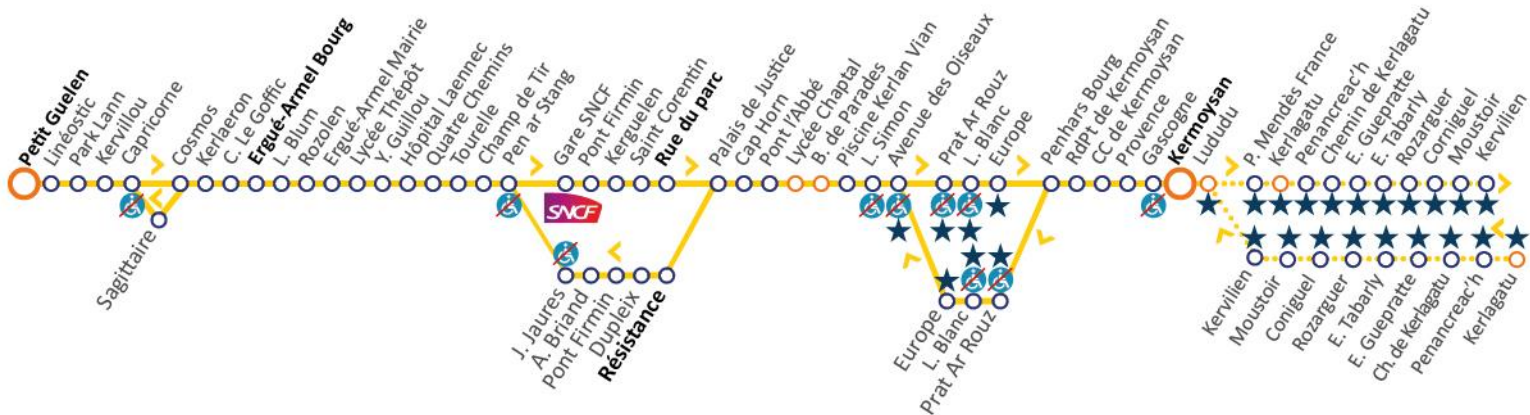 Petit Guelen
Linéostic
Park Lann
Kervillou
Capricorne
Cosmos
Kerlaeron
C. Le Goffic
Ergué-Armel Bourg
L. Blum
Rozolen
Ergué-Armel Mairie
Lycée Thépôt
Y. Guillou
Hôpital Laennec
Quatre Chemins
Tourelle
Champ de Tir
Pen ar Stang
Gare SNCF
Pont Firmin
Kerguelen
Saint Corentin
Rue du parc
Palais de Justice
Cap Horn
Pont l'Abbé
Lycée Chaptal
B. de Parades
Piscine Kerlan Vian
L. Simon
Avenue des Oiseaux
Prat Ar Rouz
L. Blanc
Europe
Penhars Bourg
RdPt de Kermoysan
CC de Kermoysan
Provence
Gascogne
Kermoysan
Lududu
P. Mendès France
Kerlagatu
Penancreac'h
Chemin de Kerlagatu
E. Guepratte
E. Tabarly
Rozarguer
Corniguel
Moustoir
Kervilien
SNCF
Sagittaire
J. Jaures
A. Briand
Pont Firmin
Dupleix
Résistance
Europe
L. Blanc
Prat Ar Rouz
Kervilien
Moustoir
Coniguel
Rozarguer
E. Tabarly
E. Guepratte
Ch. de Kerlagatu
Penancreac'h
Kerlagatu